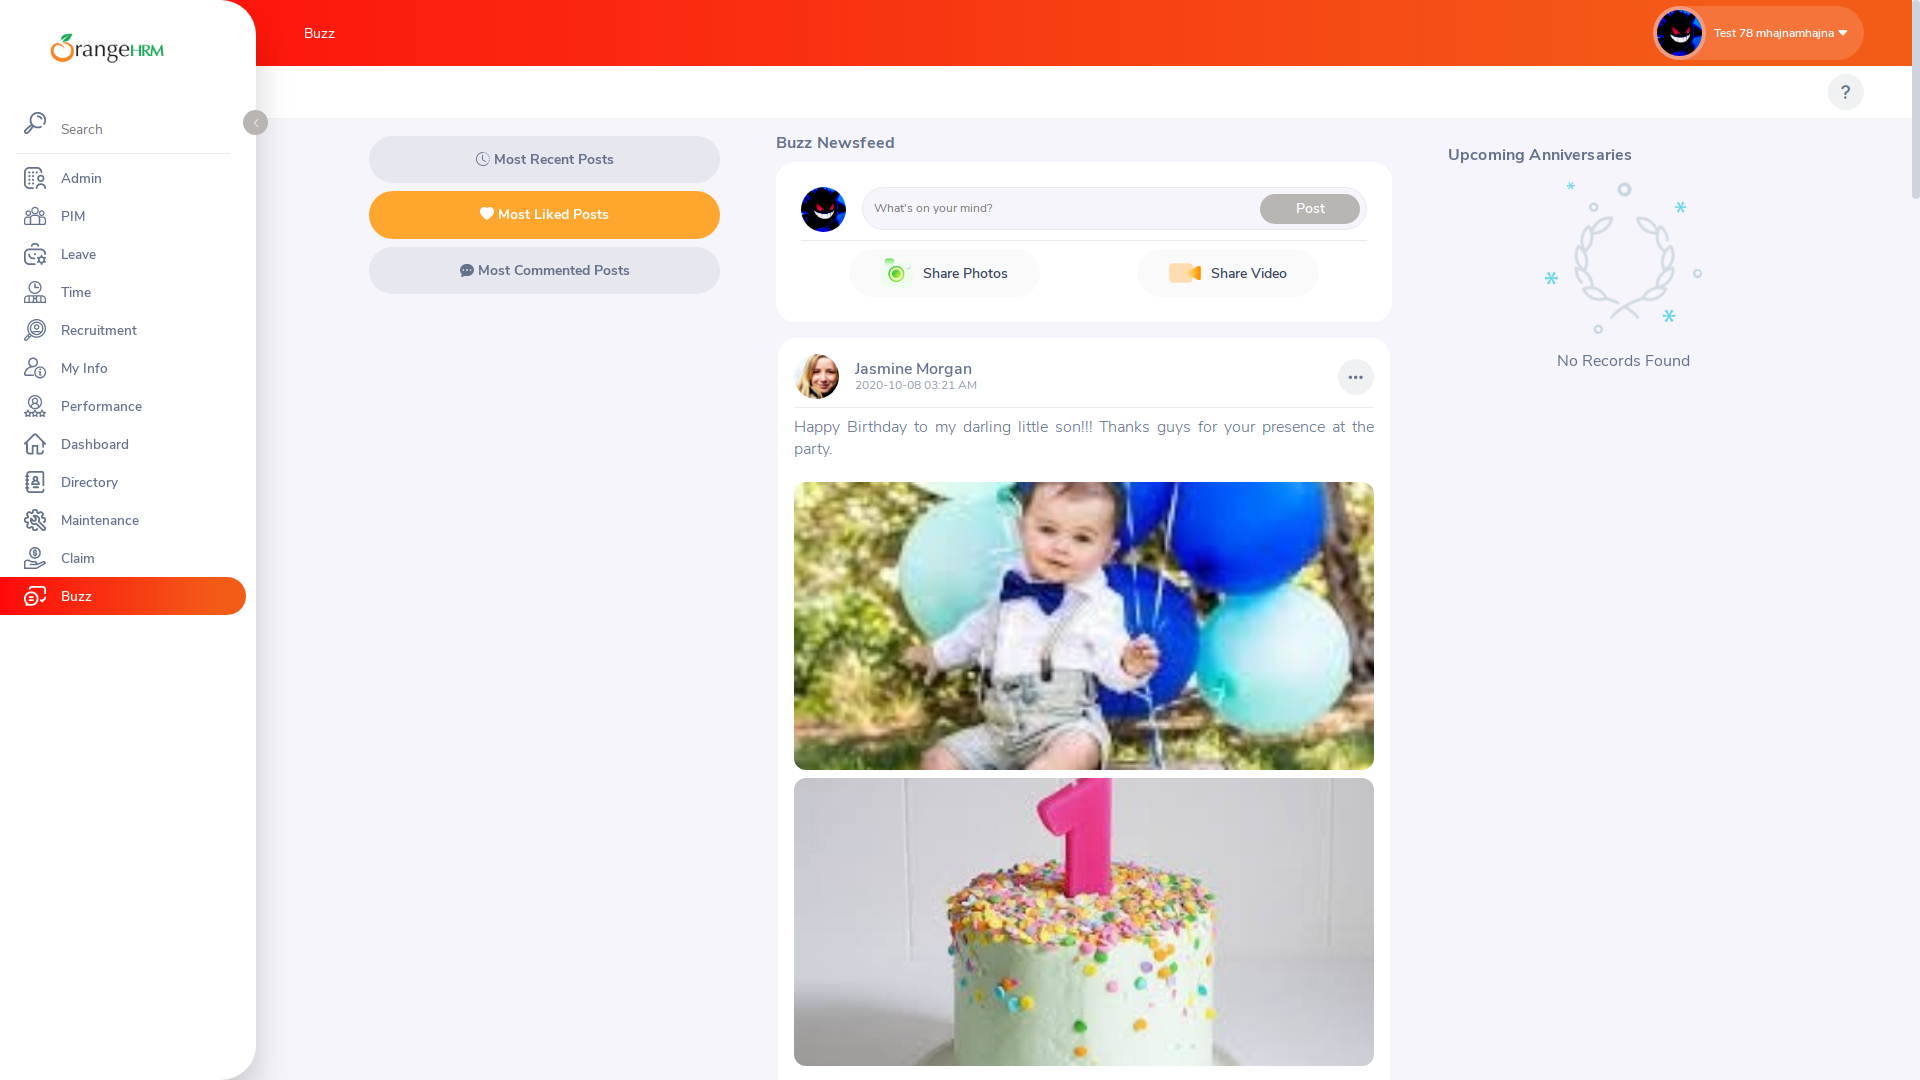 OrangeHRM
Search
Admin
PIM
Leave
Time
Recruitment
My Info
Performance
Dashboard
Directory
Maintenance
Claim
Buzz
Buzz
Test 78 mhajnamhajna
?
Most Recent Posts
Most Liked Posts
Most Commented Posts
Buzz Newsfeed
What's on your mind?
Post
Share Photos
Share Video
Jasmine Morgan
2020-10-08 03:21 AM
Happy Birthday to my darling little son!!! Thanks guys for your presence at the
party.
1
Upcoming Anniversaries
No Records Found